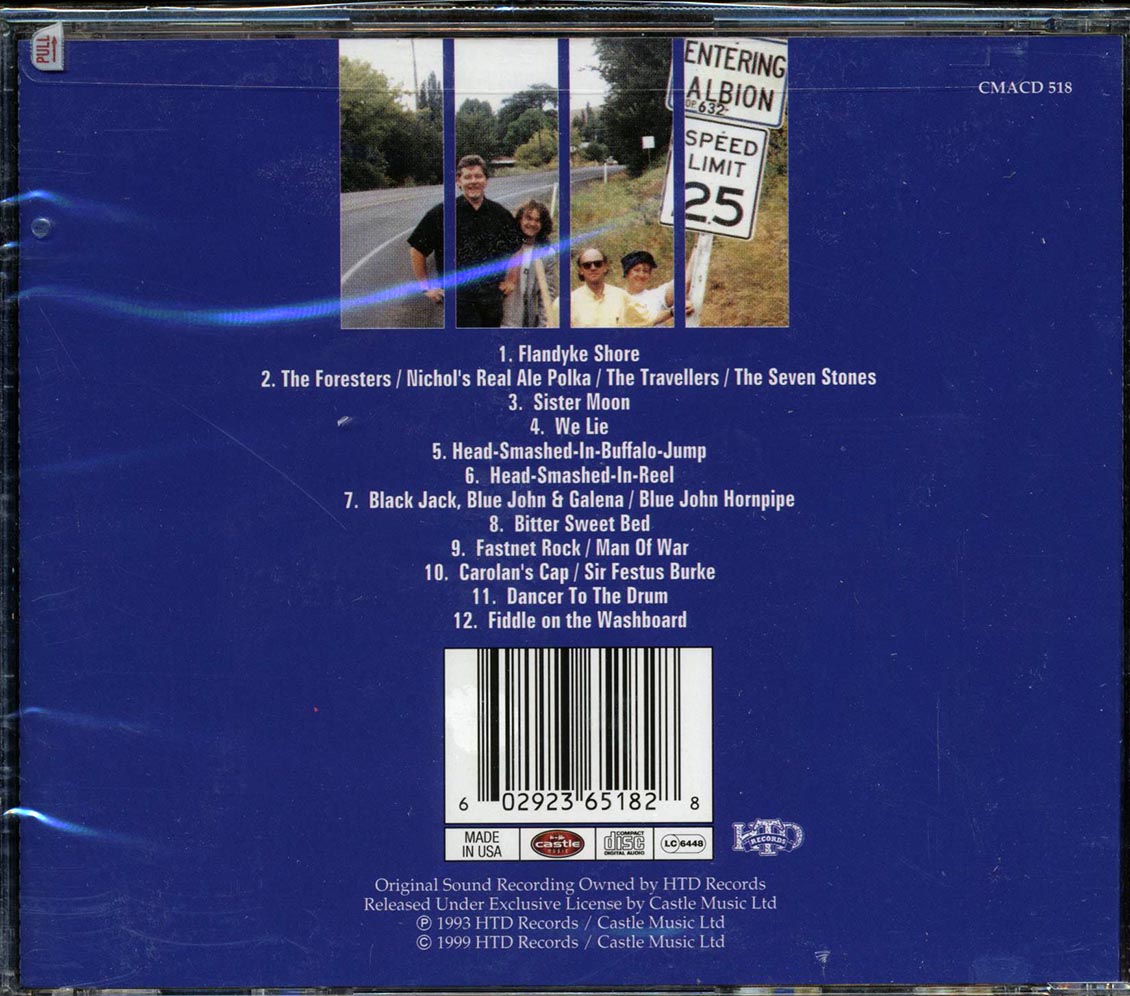 PULL
ENTERING
ALBION
POP. 632
SPEED
LIMIT
25
CMACD 518
1. Flandyke Shore
2. The Foresters / Nichol's Real Ale Polka / The Travellers / The Seven Stones
3. Sister Moon
4. We Lie
5. Head-Smashed-In-Buffalo-Jump
6. Head-Smashed-In-Reel
7. Black Jack, Blue John & Galena / Blue John Hornpipe
8. Bitter Sweet Bed
9. Fastnet Rock / Man Of War
10. Carolan's Cap / Sir Festus Burke
11. Dancer To The Drum
12. Fiddle on the Washboard
6 02923 65182 8
MADE
IN USA
castle
MUSIC
COMPACT
disc
DIGITAL AUDIO
LC 6448
HTD
RECORDS
Original Sound Recording Owned by HTD Records
Released Under Exclusive License by Castle Music Ltd
℗ 1993 HTD Records / Castle Music Ltd
© 1999 HTD Records / Castle Music Ltd